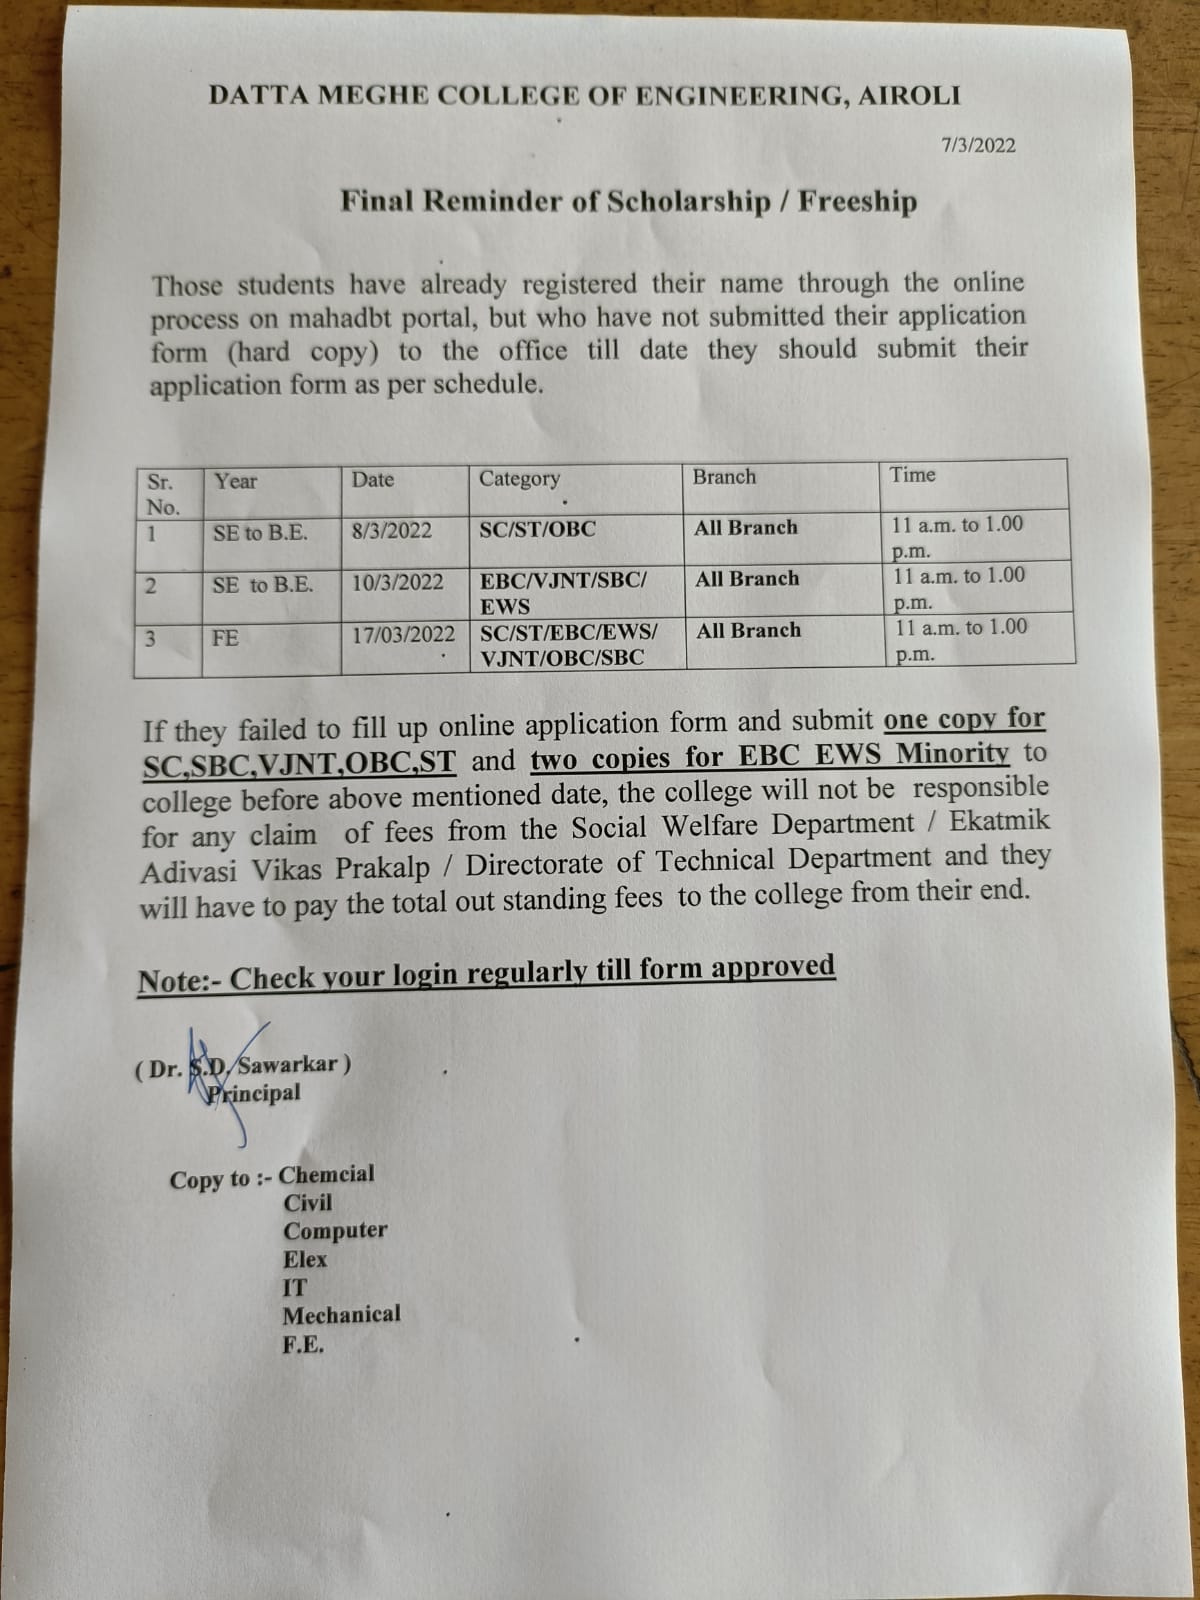 DATTA MEGHE COLLEGE OF ENGINEERING, AIROLI
7/3/2022
Final Reminder of Scholarship / Freeship
Those students have already registered their name through the online
process on mahadbt portal, but who have not submitted their application
form (hard copy) to the office till date they should submit their
application form as per schedule.
Sr. No. Year Date Category Branch Time
1 SE to B.E. 8/3/2022 SC/ST/OBC All Branch 11 a.m. to 1.00 p.m.
2 SE to B.E. 10/3/2022 EBC/VJNT/SBC/ EWS All Branch 11 a.m. to 1.00 p.m.
3 FE 17/03/2022 SC/ST/EBC/EWS/ VJNT/OBC/SBC All Branch 11 a.m. to 1.00 p.m.
If they failed to fill up online application form and submit one copy for
SC,SBC,VJNT,OBC,ST and two copies for EBC EWS Minority to
college before above mentioned date, the college will not be responsible
for any claim of fees from the Social Welfare Department / Ekatmik
Adivasi Vikas Prakalp / Directorate of Technical Department and they
will have to pay the total out standing fees to the college from their end.
Note:- Check your login regularly till form approved
( Dr. S.D. Sawarkar )
Principal
Copy to :- Chemcial
Civil
Computer
Elex
IT
Mechanical
F.E.